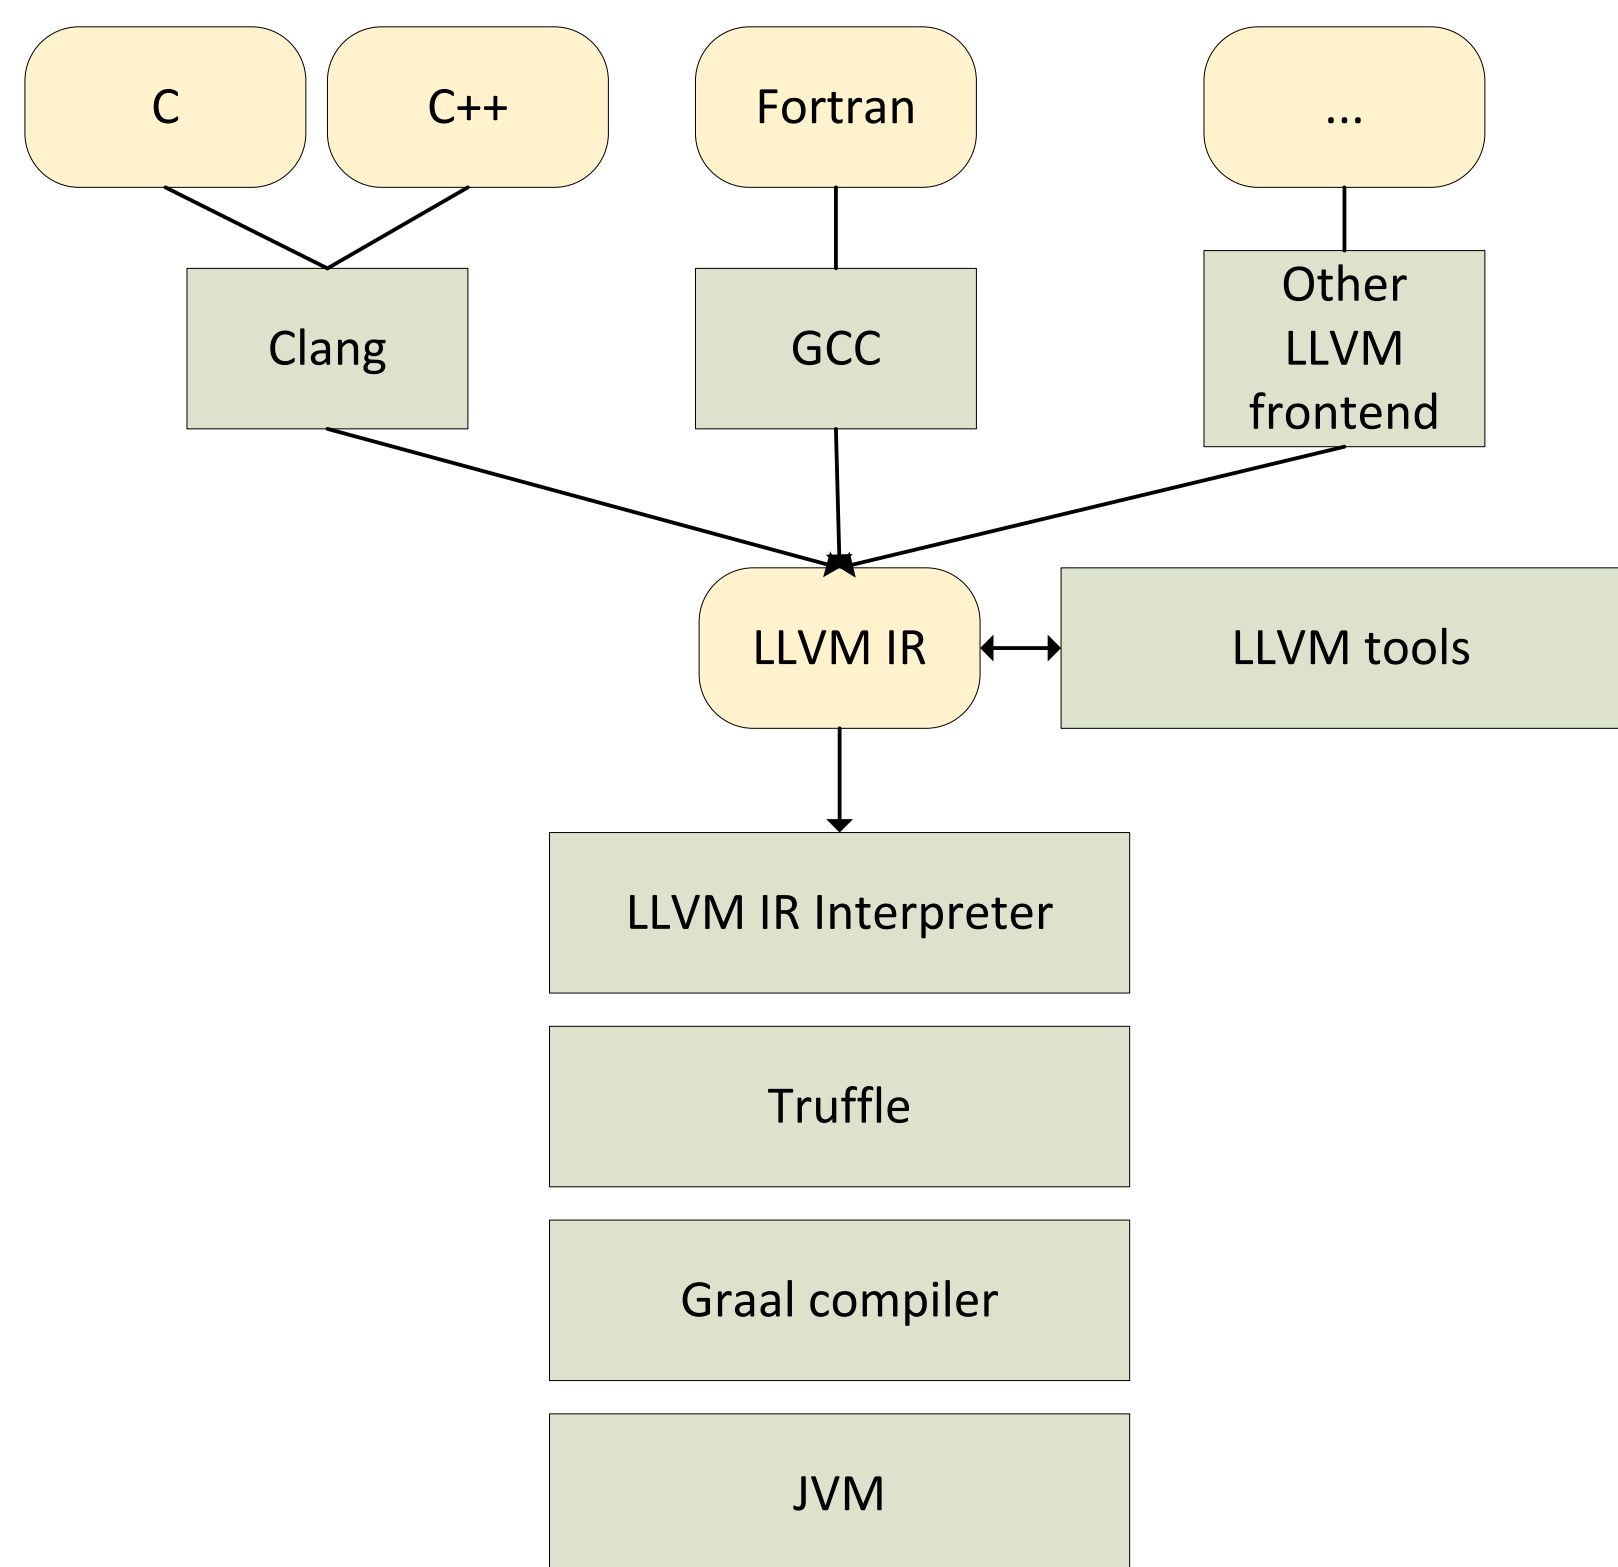 C
C++
Fortran
...
Clang
GCC
Other
LLVM
frontend
LLVM IR
LLVM tools
LLVM IR Interpreter
Truffle
Graal compiler
JVM